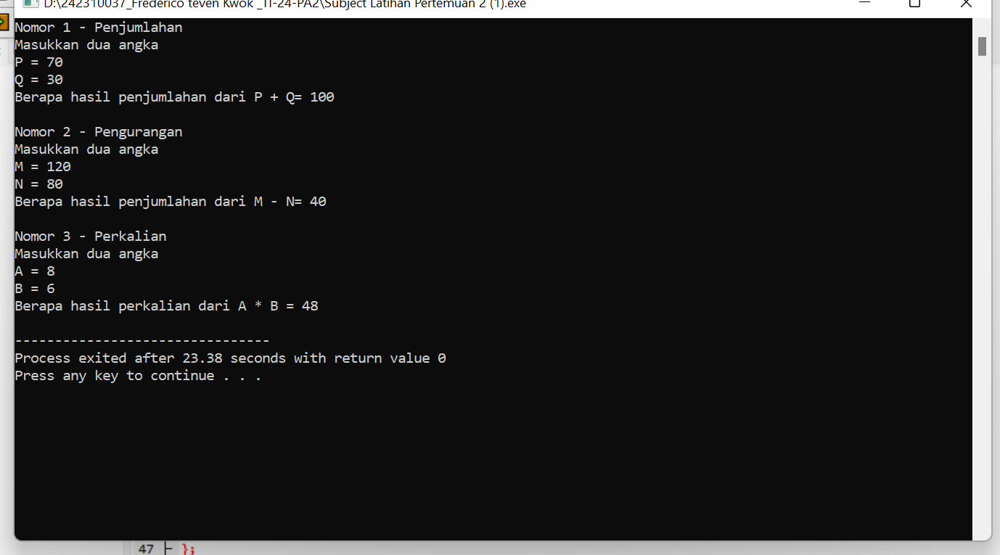 D:\242310037_Frederico teven Kwok _TI-24-PA2\Subject Latihan Pertemuan 2 (1).exe
Nomor 1 - Penjumlahan
Masukkan dua angka
P = 70
Q = 30
Berapa hasil penjumlahan dari P + Q= 100
Nomor 2 - Pengurangan
Masukkan dua angka
M = 120
N = 80
Berapa hasil penjumlahan dari M - N= 40
Nomor 3 - Perkalian
Masukkan dua angka
A = 8
B = 6
Berapa hasil perkalian dari A * B = 48
--------------------------------
Process exited after 23.38 seconds with return value 0
Press any key to continue . . .
47 };